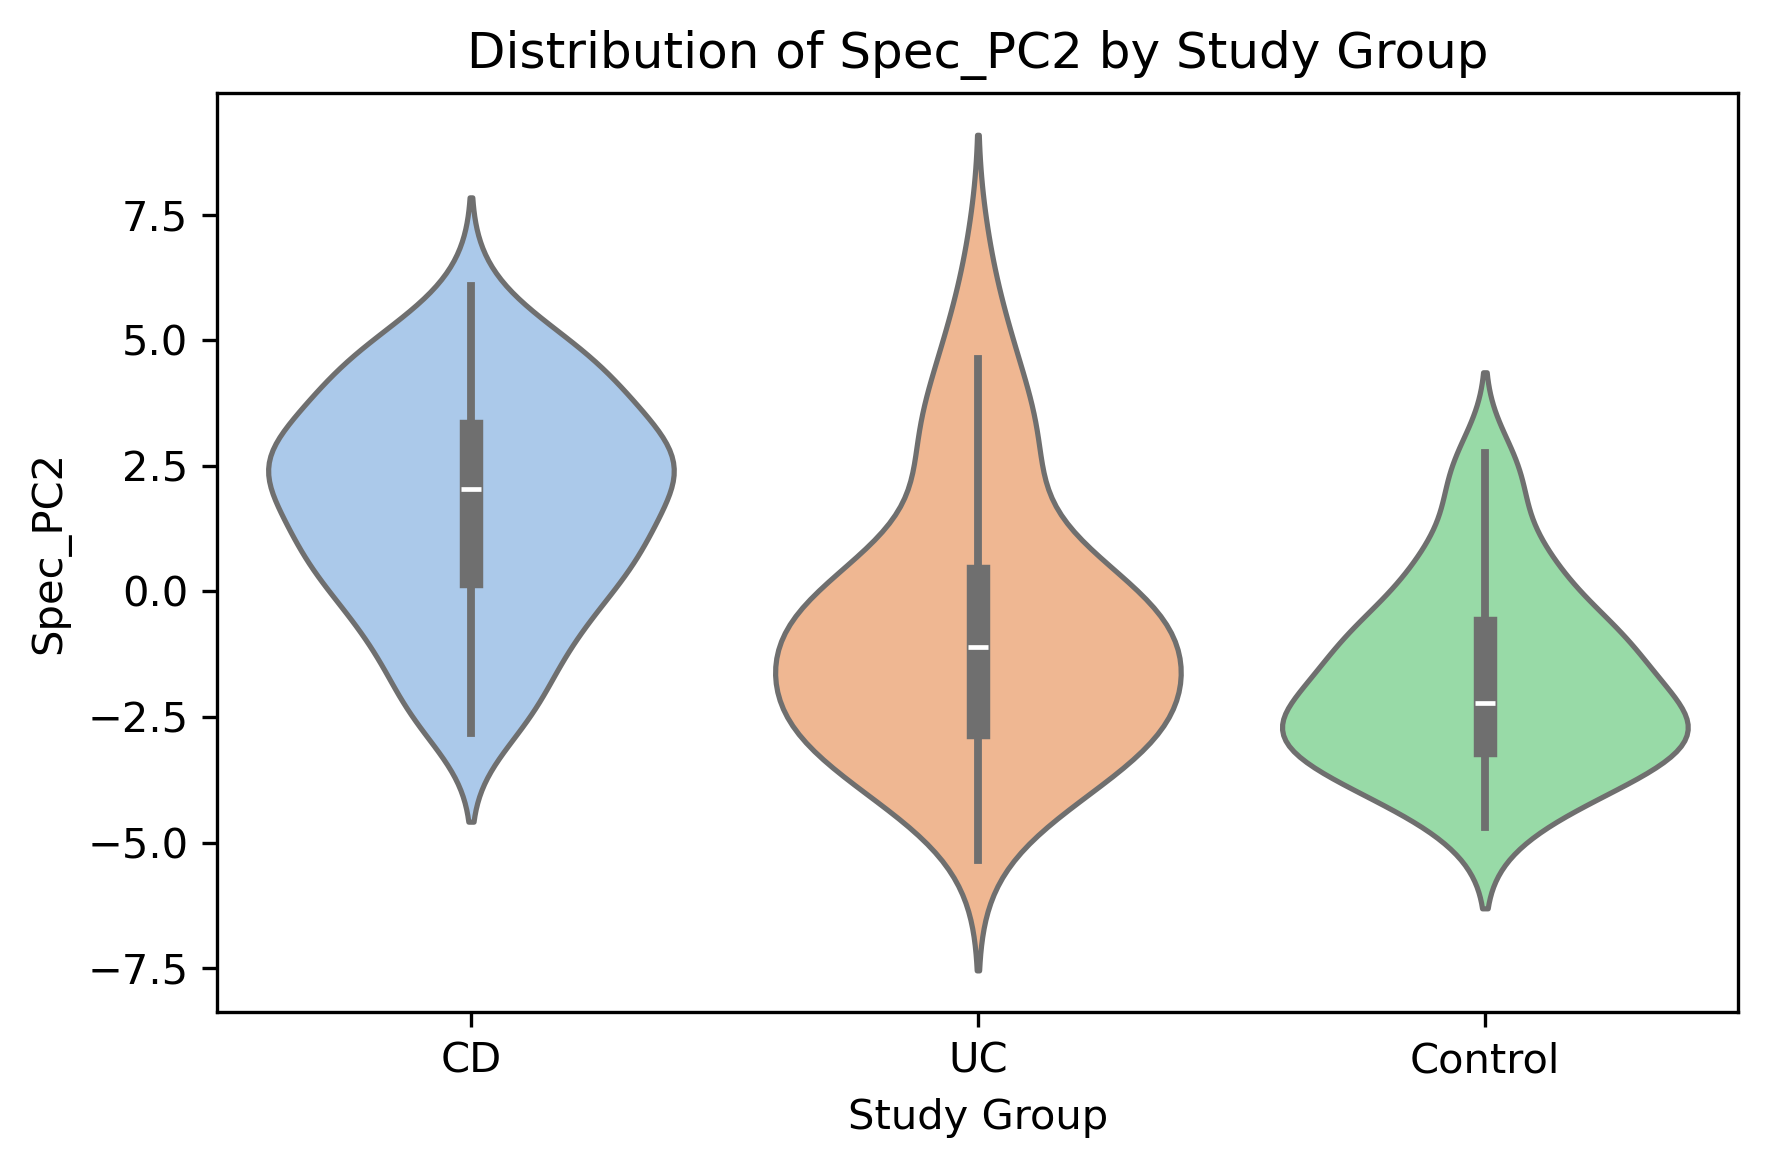 Distribution of Spec_PC2 by Study Group
Spec_PC2
7.5
5.0
2.5
0.0
−2.5
−5.0
−7.5
CD UC Control
Study Group